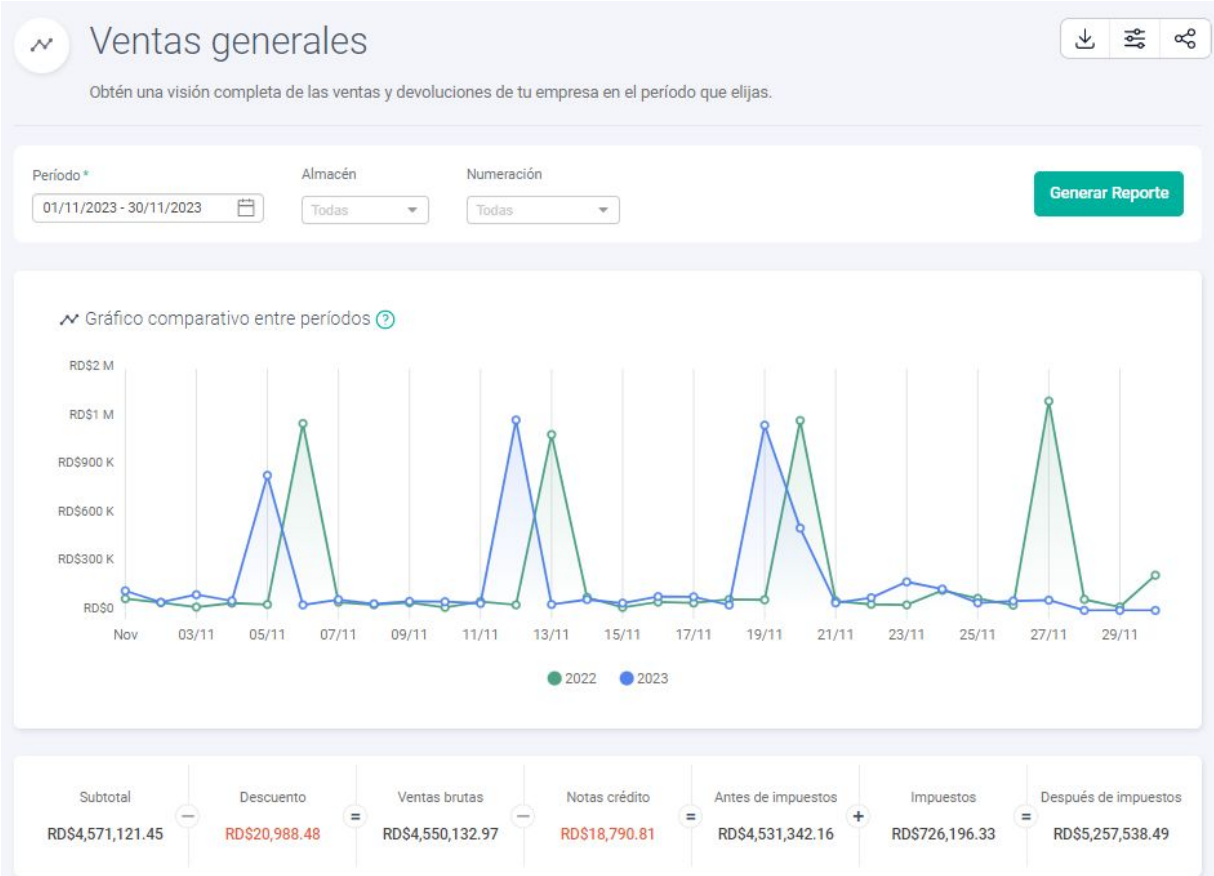 Ventas generales
Obtén una visión completa de las ventas y devoluciones de tu empresa en el período que elijas.
Período *
Almacén
Numeración
01/11/2023 - 30/11/2023
Todas
Todas
Generar Reporte
Gráfico comparativo entre períodos ?
RD$2 M
RD$1 M
RD$900 K
RD$600 K
RD$300 K
RD$0
Nov 03/11 05/11 07/11 09/11 11/11 13/11 15/11 17/11 19/11 21/11 23/11 25/11 27/11 29/11
2022 2023
Subtotal
RD$4,571,121.45
−
Descuento
RD$20,988.48
=
Ventas brutas
RD$4,550,132.97
−
Notas crédito
RD$18,790.81
=
Antes de impuestos
RD$4,531,342.16
+
Impuestos
RD$726,196.33
=
Después de impuestos
RD$5,257,538.49